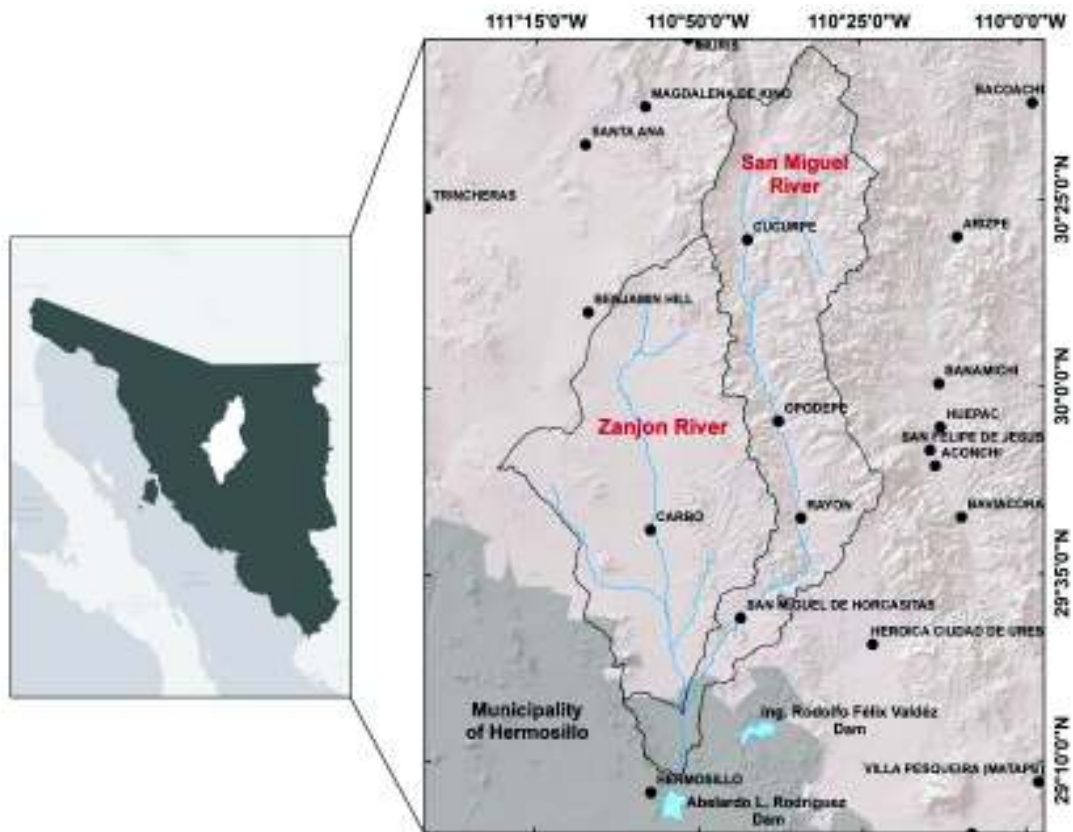 111°15'0"W 110°50'0"W 110°25'0"W 110°0'0"W
MAGDALENA DE KINO
BACOACHI
SANTA ANA
San Miguel
River
TRINCHERAS
30°25'0"N
CUCURPE
ARIZPE
BENJAMIN HILL
30°0'0"N
BANAMICHI
OPODEPE
HUEPAC
Zanjon River
SAN FELIPE DE JESUS
ACONCHI
CARBO
RAYON
BAVIACORA
29°35'0"N
SAN MIGUEL DE HORCASITAS
HEROICA CIUDAD DE URES
Municipality
of Hermosillo
Ing. Rodolfo Félix Valdéz
Dam
29°10'0"N
VILLA PESQUEIRA (MATAPE)
HERMOSILLO
Abelardo L. Rodriguez
Dam